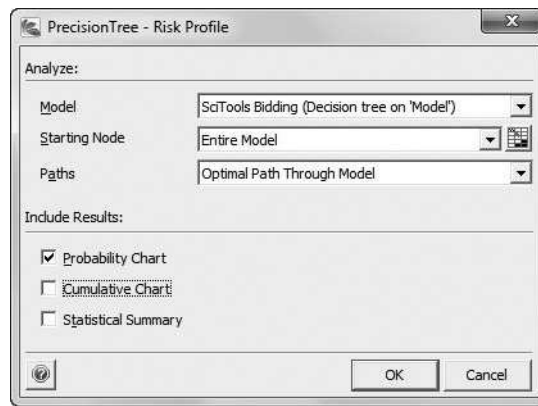 PrecisionTree - Risk Profile
Analyze:
Model SciTools Bidding (Decision tree on 'Model')
Starting Node Entire Model
Paths Optimal Path Through Model
Include Results:
Probability Chart
Cumulative Chart
Statistical Summary
OK Cancel